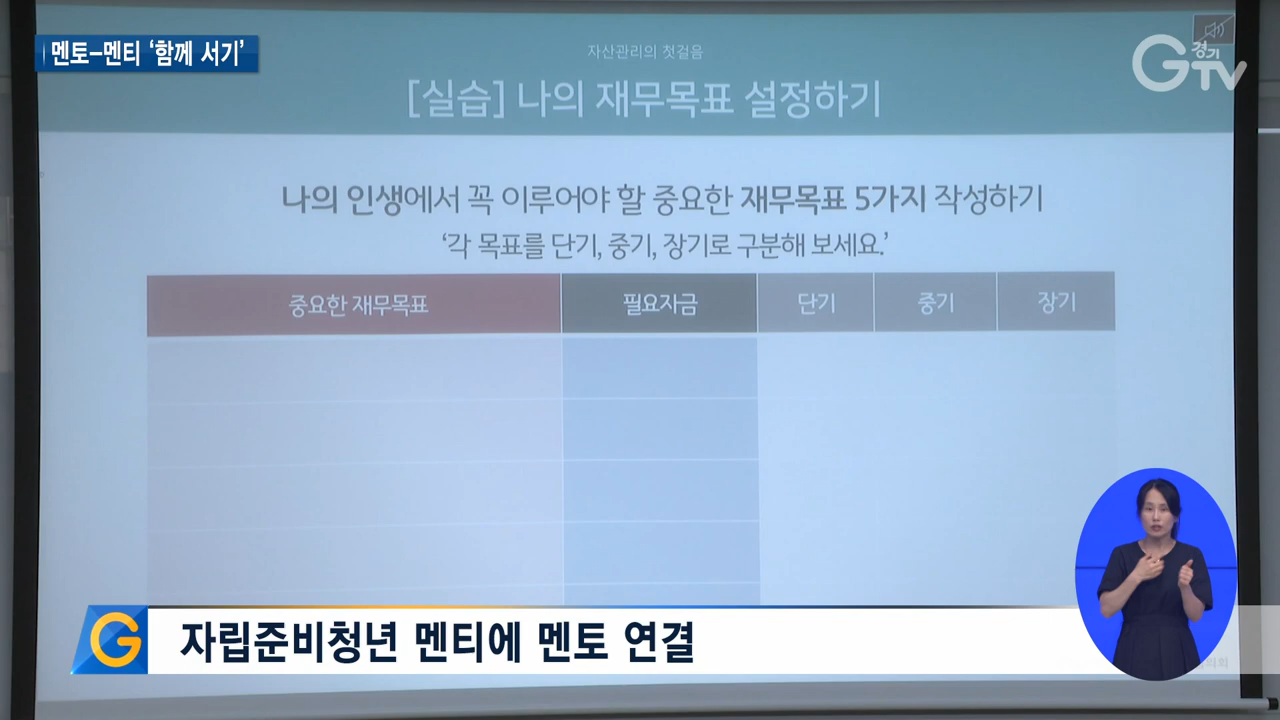 멘토-멘티 '함께 서기'
경기
GTV
자산관리의 첫걸음
[실습] 나의 재무목표 설정하기
나의 인생에서 꼭 이루어야 할 중요한 재무목표 5가지 작성하기
'각 목표를 단기, 중기, 장기로 구분해 보세요.'
중요한 재무목표 필요자금 단기 중기 장기
G 자립준비청년 멘티에 멘토 연결